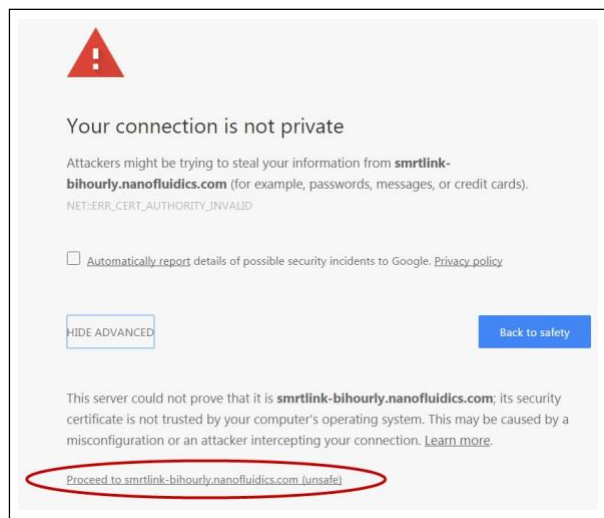 !
Your connection is not private
Attackers might be trying to steal your information from smrtlink-
bihourly.nanofluidics.com (for example, passwords, messages, or credit cards).
NET::ERR_CERT_AUTHORITY_INVALID
Automatically report details of possible security incidents to Google. Privacy policy
HIDE ADVANCED
Back to safety
This server could not prove that it is smrtlink-bihourly.nanofluidics.com; its security
certificate is not trusted by your computer's operating system. This may be caused by a
misconfiguration or an attacker intercepting your connection. Learn more.
Proceed to smrtlink-bihourly.nanofluidics.com (unsafe)